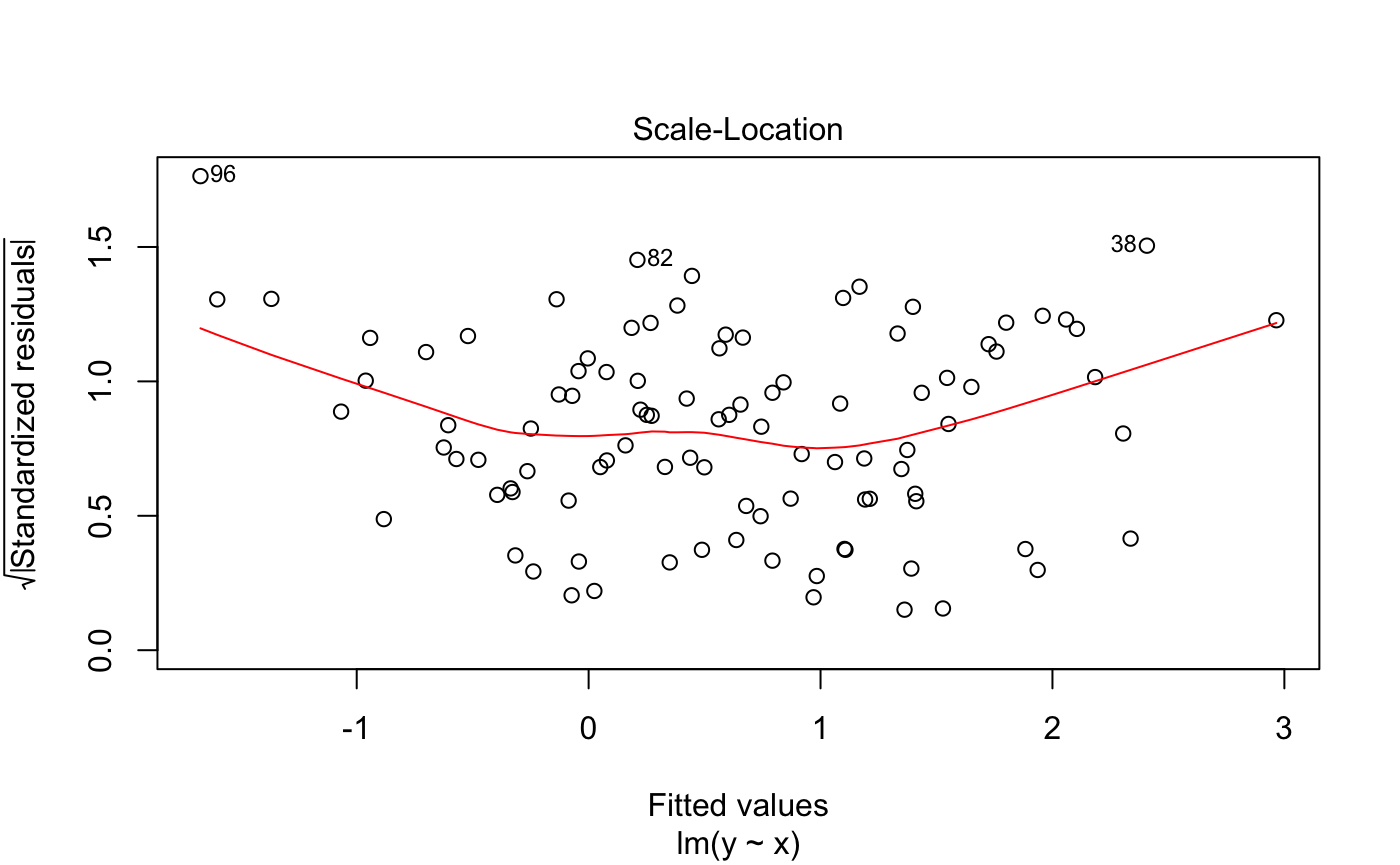 Scale-Location
96
82
38
√|Standardized residuals|
1.5
1.0
0.5
0.0
-1 0 1 2 3
Fitted values
lm(y ~ x)